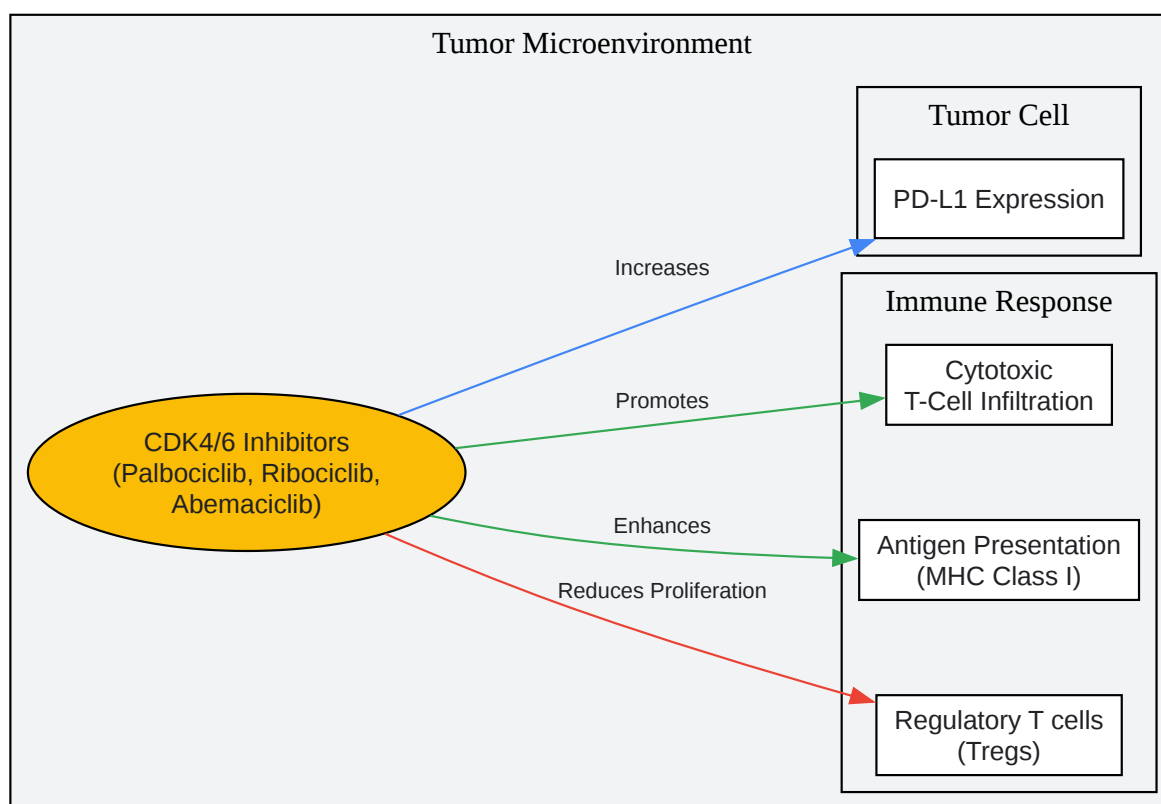 Tumor Microenvironment
Tumor Cell
PD-L1 Expression
Increases
Immune Response
Cytotoxic
T-Cell Infiltration
Promotes
CDK4/6 Inhibitors
(Palbociclib, Ribociclib,
Abemaciclib)
Enhances
Antigen Presentation
(MHC Class I)
Reduces Proliferation
Regulatory T cells
(Tregs)